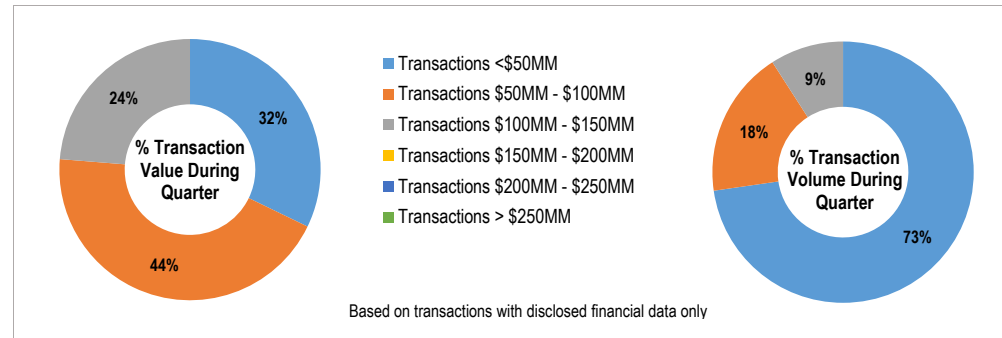 24%
32%
44%
% Transaction
Value During
Quarter
Transactions <$50MM
Transactions $50MM - $100MM
Transactions $100MM - $150MM
Transactions $150MM - $200MM
Transactions $200MM - $250MM
Transactions > $250MM
9%
18%
73%
% Transaction
Volume During
Quarter
Based on transactions with disclosed financial data only